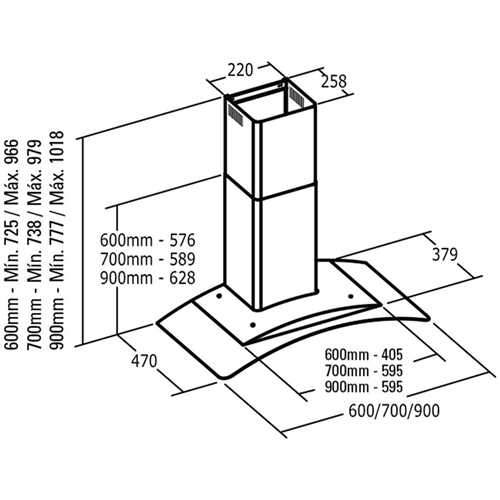 220
258
600mm - Mín. 725 / Máx. 966
700mm - Mín. 738 / Máx. 979
900mm - Mín. 777 / Máx. 1018
600mm - 576
700mm - 589
900mm - 628
379
470
600mm - 405
700mm - 595
900mm - 595
600/700/900